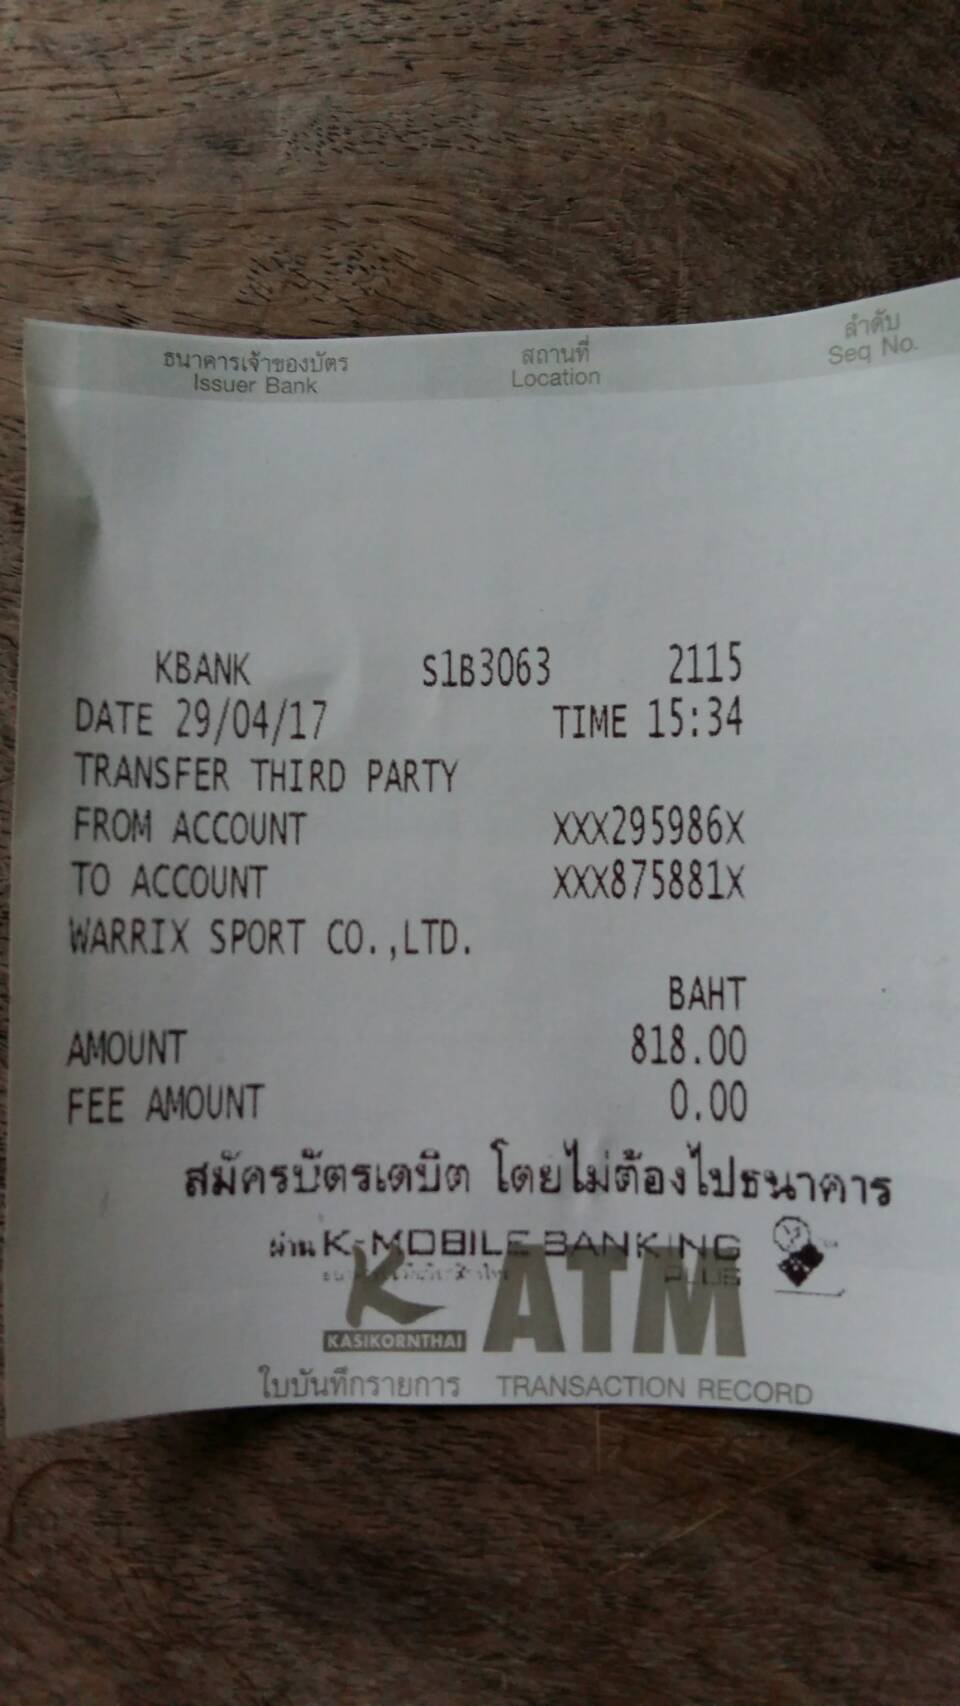 ธนาคารเจ้าของบัตร สถานที่ ลำดับ
Issuer Bank Location Seq No.
KBANK S1B3063 2115
DATE 29/04/17 TIME 15:34
TRANSFER THIRD PARTY
FROM ACCOUNT XXX295986X
TO ACCOUNT XXX875881X
WARRIX SPORT CO.,LTD.
BAHT
AMOUNT 818.00
FEE AMOUNT 0.00
สมัครบัตรเดบิต โดยไม่ต้องไปธนาคาร
ผ่าน K-MOBILE BANKING
PLUS
K ATM
KASIKORNTHAI
ใบบันทึกรายการ TRANSACTION RECORD